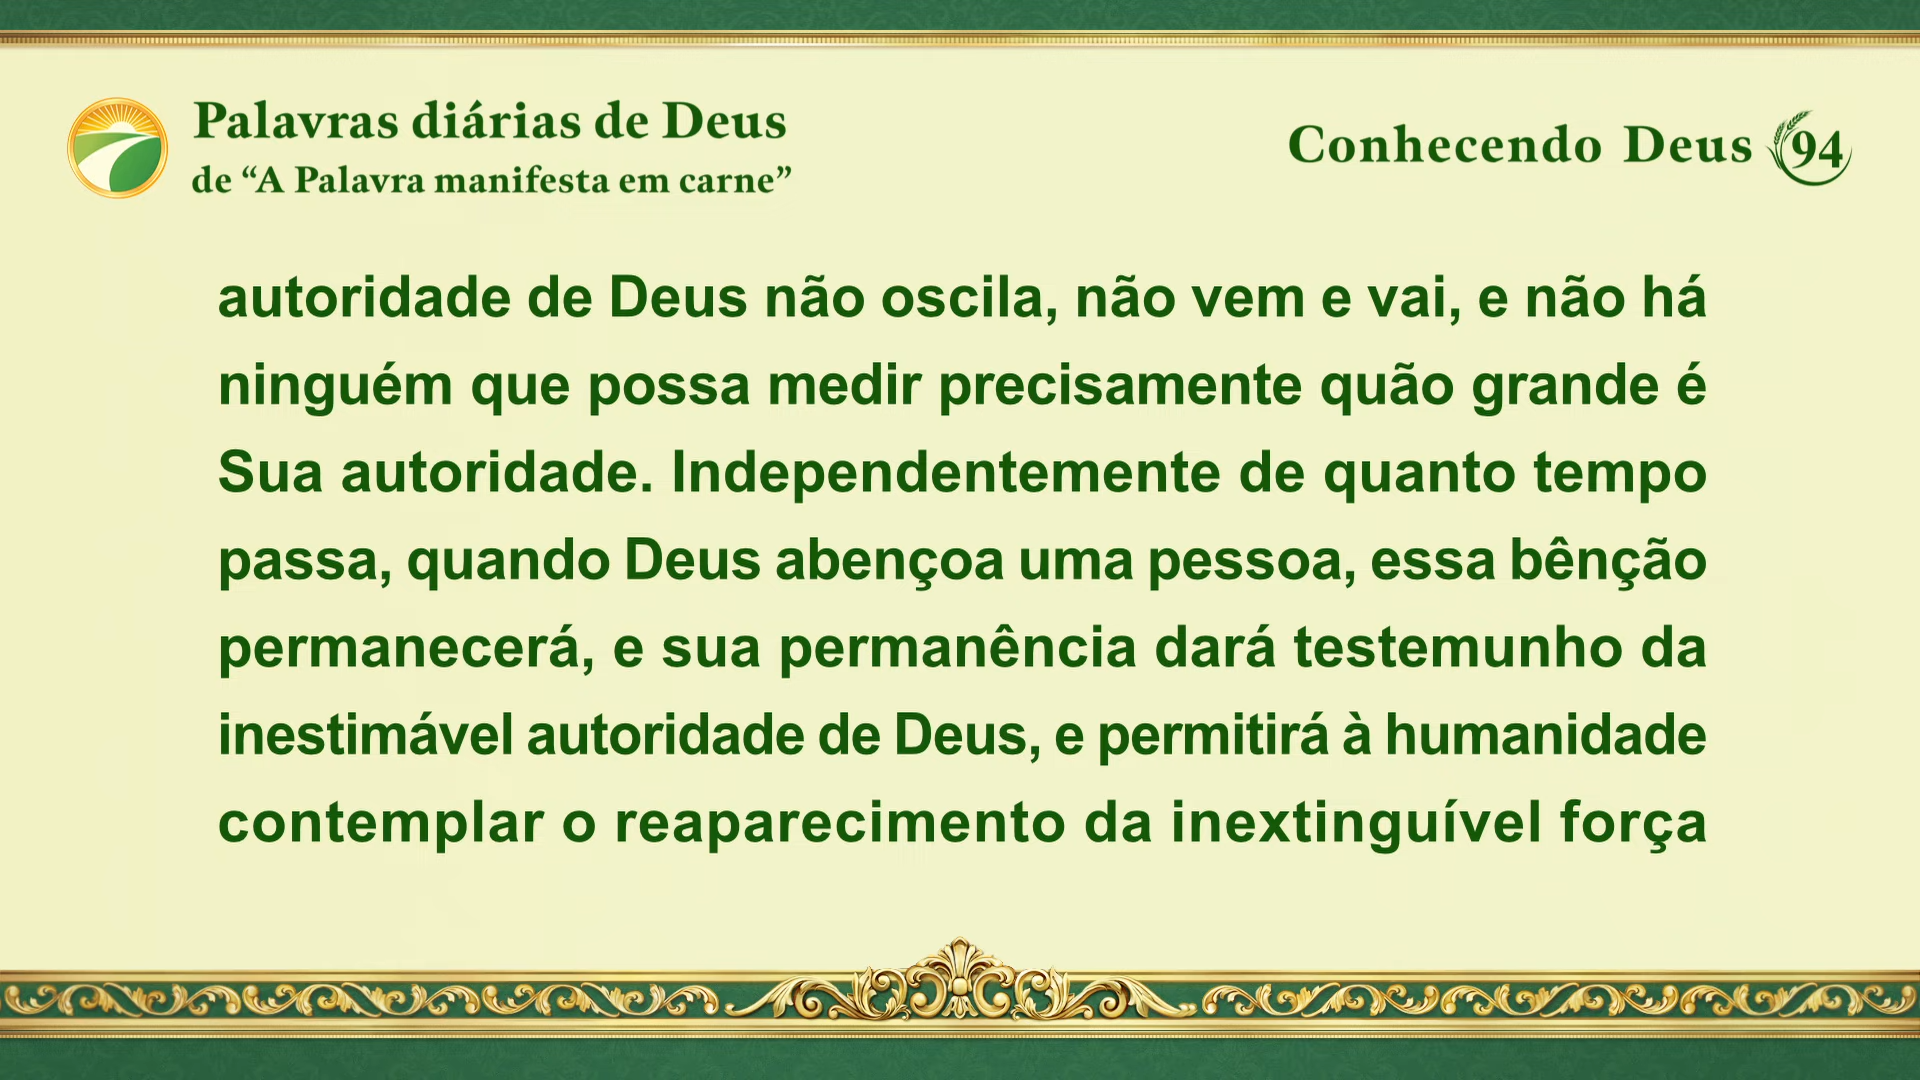 Palavras diárias de Deus
de “A Palavra manifesta em carne”
Conhecendo Deus 94
autoridade de Deus não oscila, não vem e vai, e não há
ninguém que possa medir precisamente quão grande é
Sua autoridade. Independentemente de quanto tempo
passa, quando Deus abençoa uma pessoa, essa bênção
permanecerá, e sua permanência dará testemunho da
inestimável autoridade de Deus, e permitirá à humanidade
contemplar o reaparecimento da inextinguível força